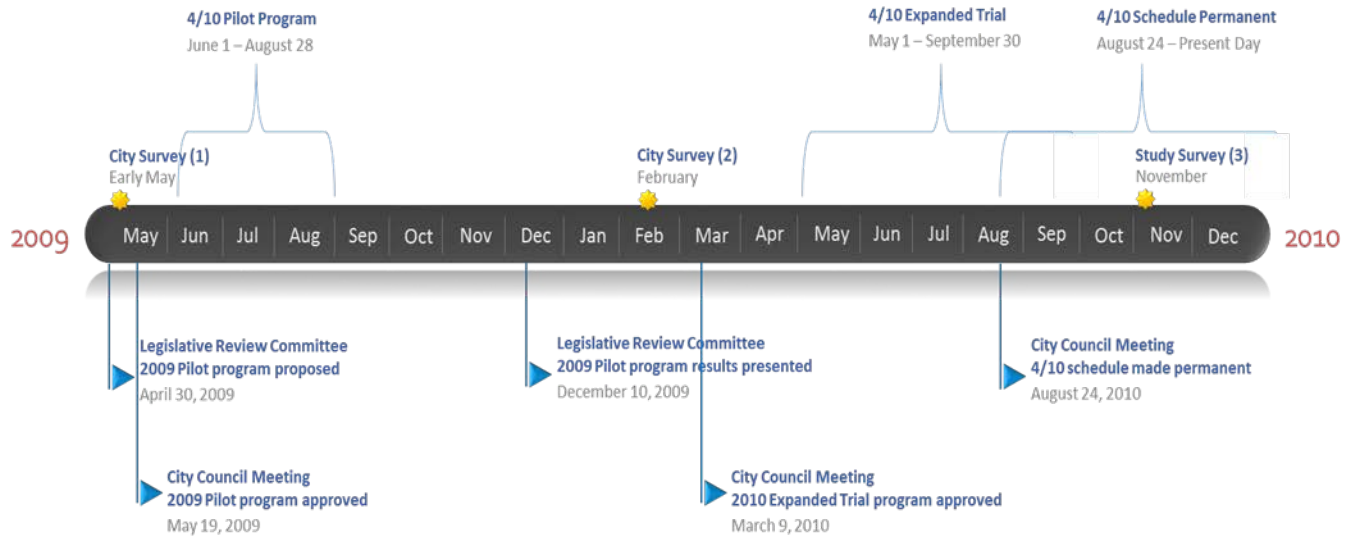 4/10 Pilot Program
June 1 – August 28
4/10 Expanded Trial
May 1 – September 30
4/10 Schedule Permanent
August 24 – Present Day
City Survey (1)
Early May
City Survey (2)
February
Study Survey (3)
November
2009
May Jun Jul Aug Sep Oct Nov Dec Jan Feb Mar Apr May Jun Jul Aug Sep Oct Nov Dec
2010
Legislative Review Committee
2009 Pilot program proposed
April 30, 2009
Legislative Review Committee
2009 Pilot program results presented
December 10, 2009
City Council Meeting
4/10 schedule made permanent
August 24, 2010
City Council Meeting
2009 Pilot program approved
May 19, 2009
City Council Meeting
2010 Expanded Trial program approved
March 9, 2010